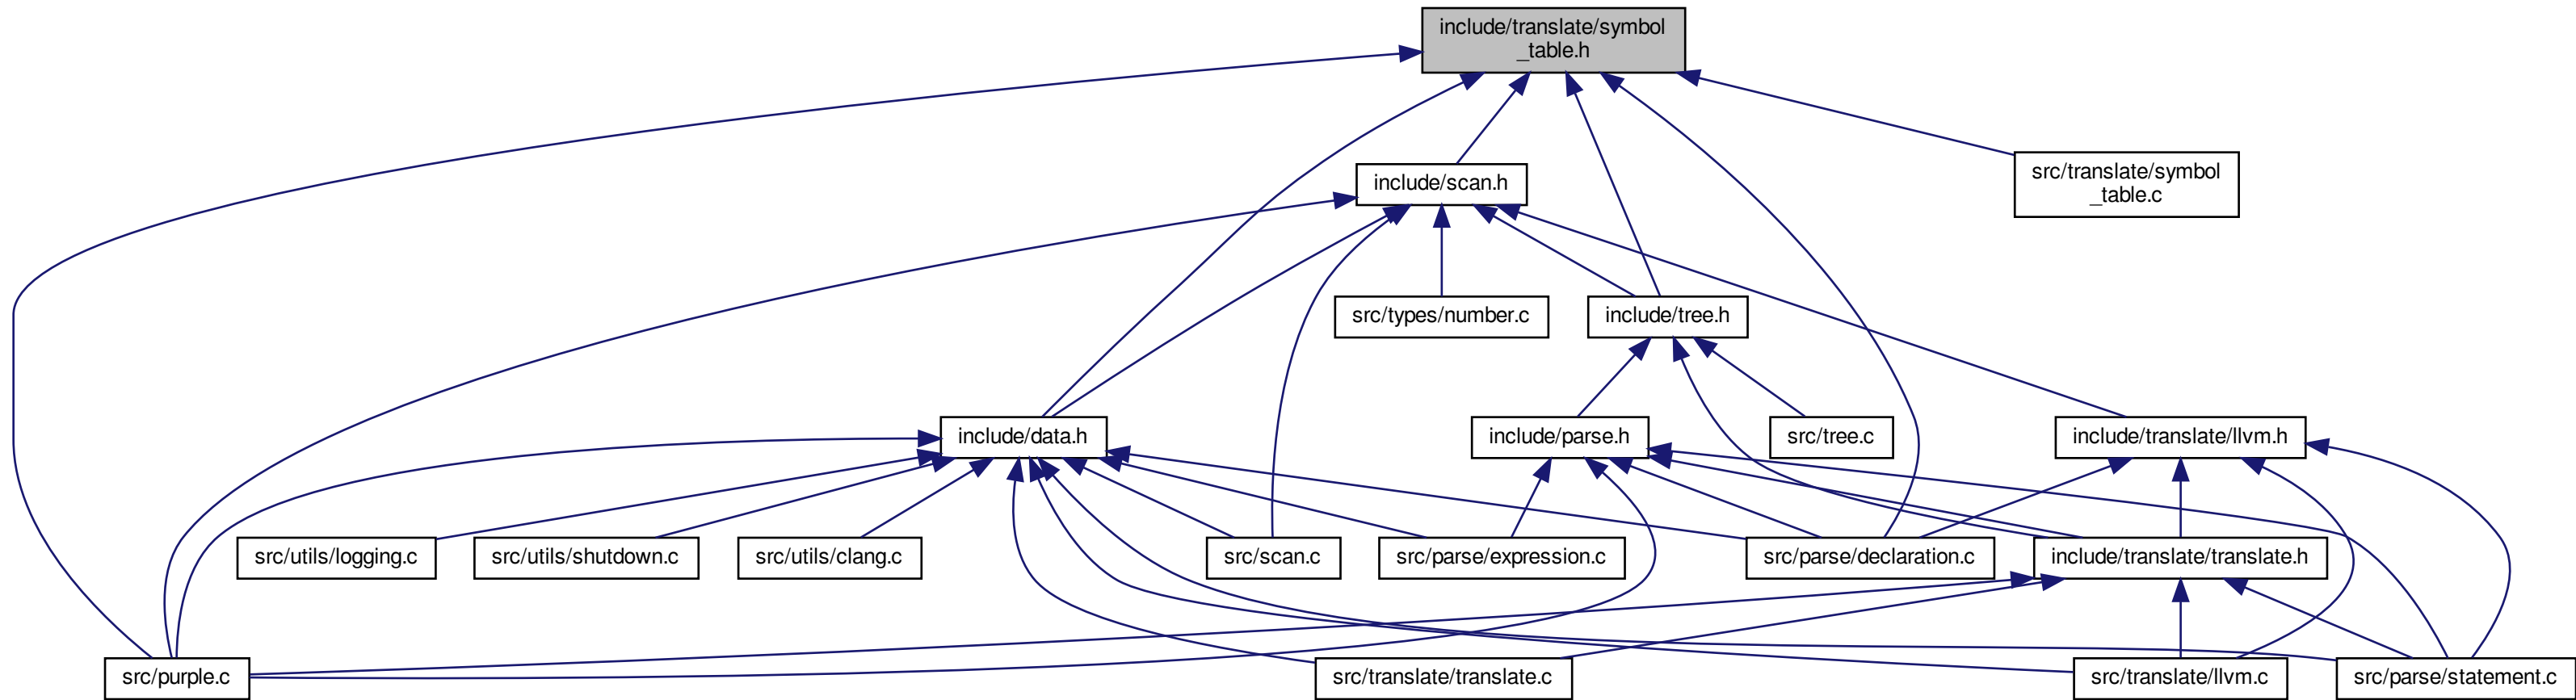 include/translate/symbol
_table.h
include/scan.h
src/translate/symbol
_table.c
src/types/number.c
include/tree.h
include/data.h
include/parse.h
src/tree.c
include/translate/llvm.h
src/utils/logging.c
src/utils/shutdown.c
src/utils/clang.c
src/scan.c
src/parse/expression.c
src/parse/declaration.c
include/translate/translate.h
src/purple.c
src/translate/translate.c
src/translate/llvm.c
src/parse/statement.c